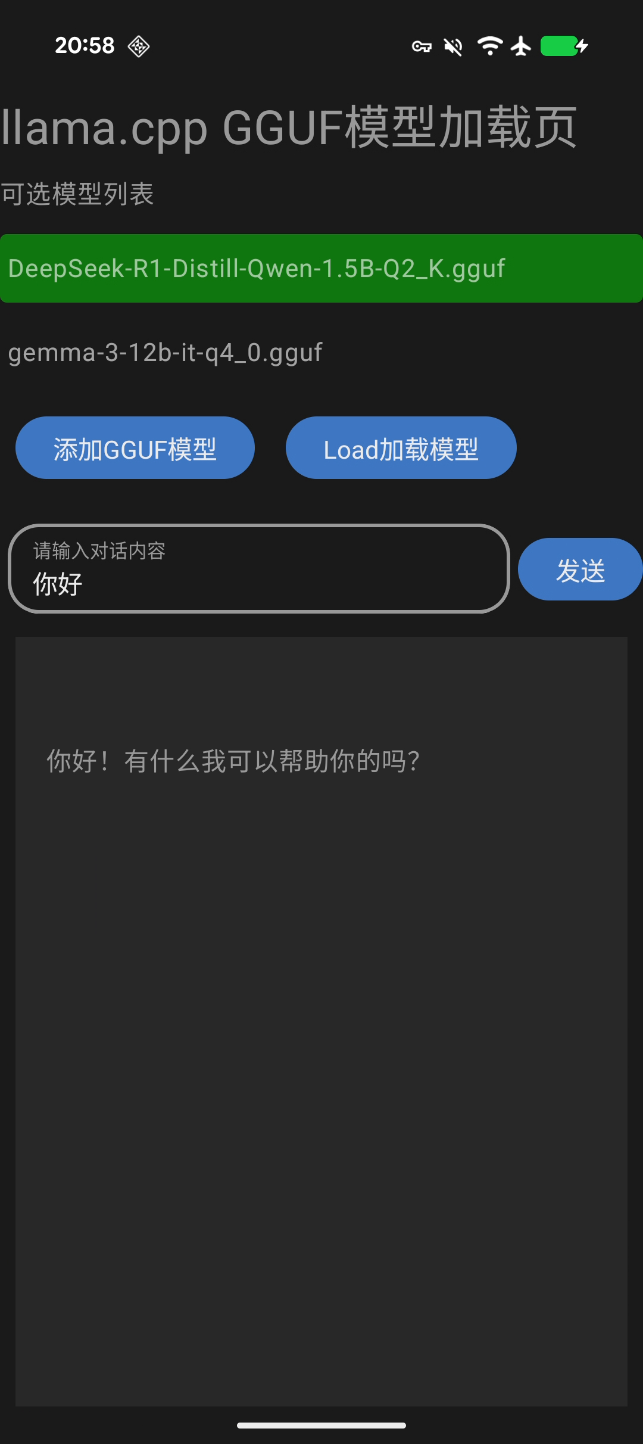 20:58
llama.cpp GGUF模型加载页
可选模型列表
DeepSeek-R1-Distill-Qwen-1.5B-Q2_K.gguf
gemma-3-12b-it-q4_0.gguf
添加GGUF模型 Load加载模型
请输入对话内容
你好
发送
你好！有什么我可以帮助你的吗？